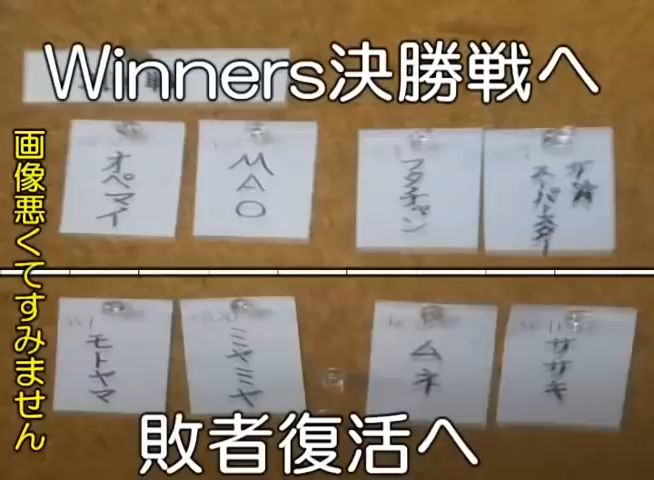 Winners決勝戦へ
画像悪くてすみません
オペマイ
MAO
フタチャン
スーパースター
モトヤマ
ミヤミヤ
ムネ
ササキ
敗者復活へ